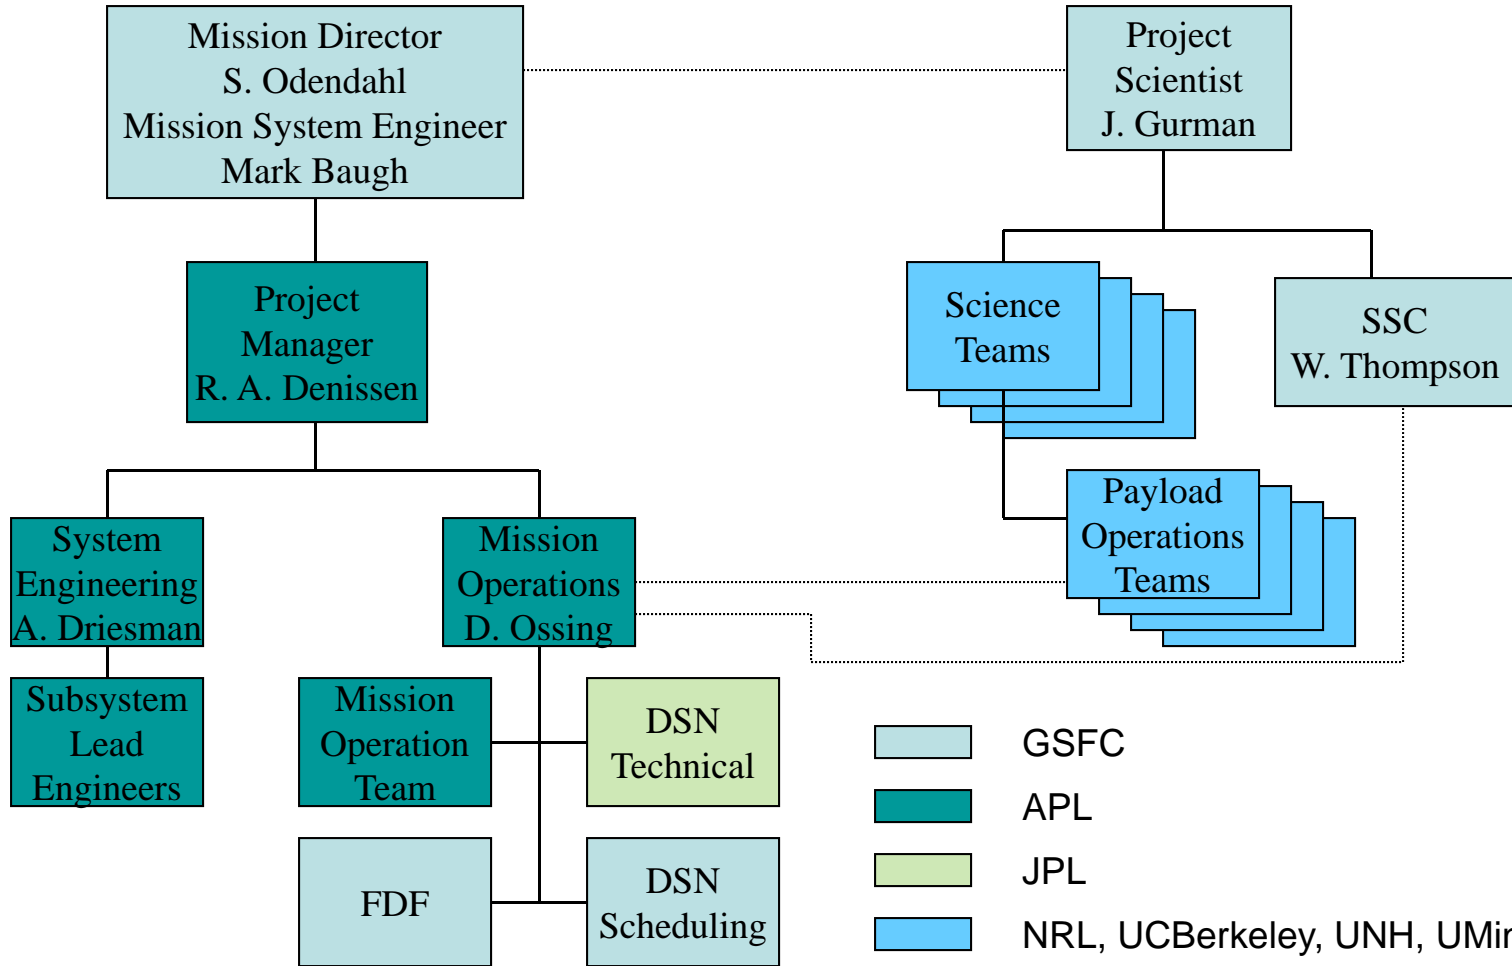 Mission Director
S. Odendahl
Mission System Engineer
Mark Baugh
Project
Scientist
J. Gurman
Project
Manager
R. A. Denissen
Science
Teams
SSC
W. Thompson
System
Engineering
A. Driesman
Mission
Operations
D. Ossing
Payload
Operations
Teams
Subsystem
Lead
Engineers
Mission
Operation
Team
DSN
Technical
FDF
DSN
Scheduling
GSFC
APL
JPL
NRL, UCBerkeley, UNH,